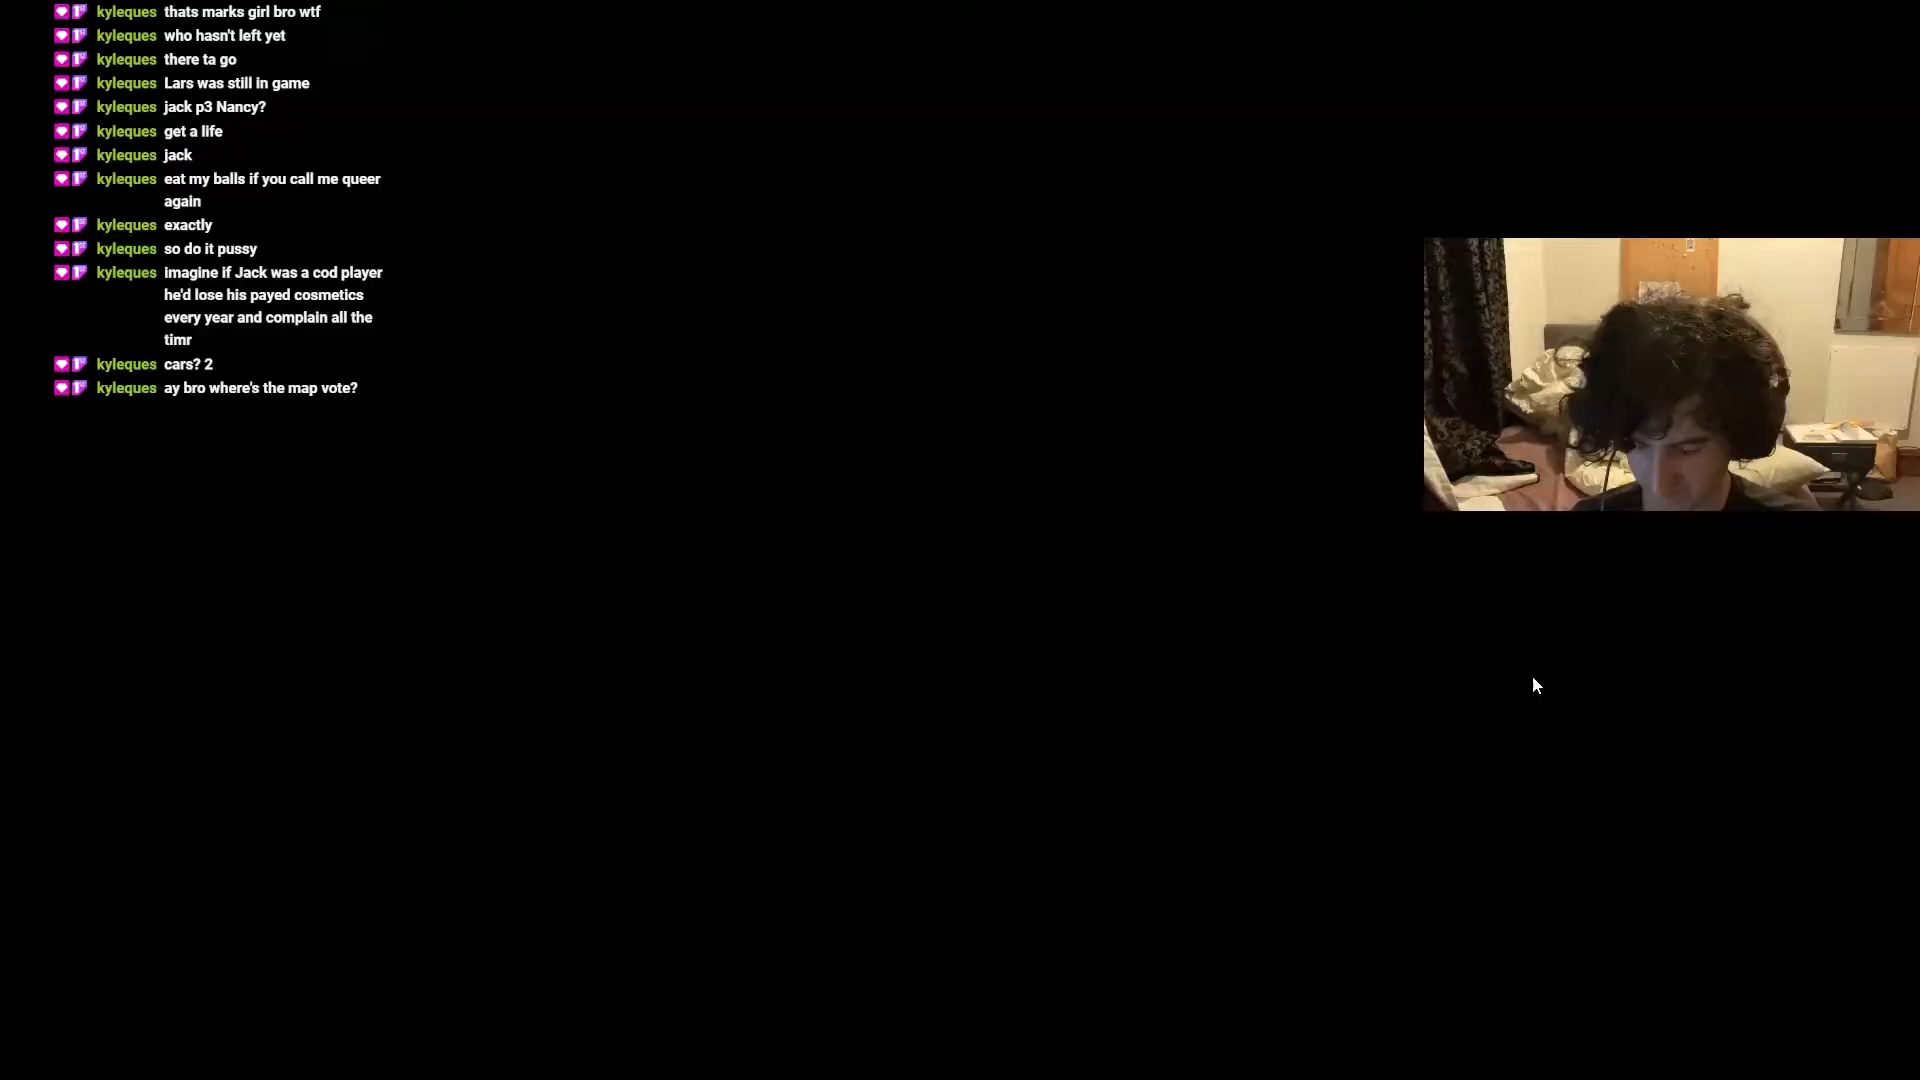 kyleques thats marks girl bro wtf
kyleques who hasn't left yet
kyleques there ta go
kyleques Lars was still in game
kyleques jack p3 Nancy?
kyleques get a life
kyleques jack
kyleques eat my balls if you call me queer
again
kyleques exactly
kyleques so do it pussy
kyleques imagine if Jack was a cod player
he'd lose his payed cosmetics
every year and complain all the
timr
kyleques cars? 2
kyleques ay bro where's the map vote?